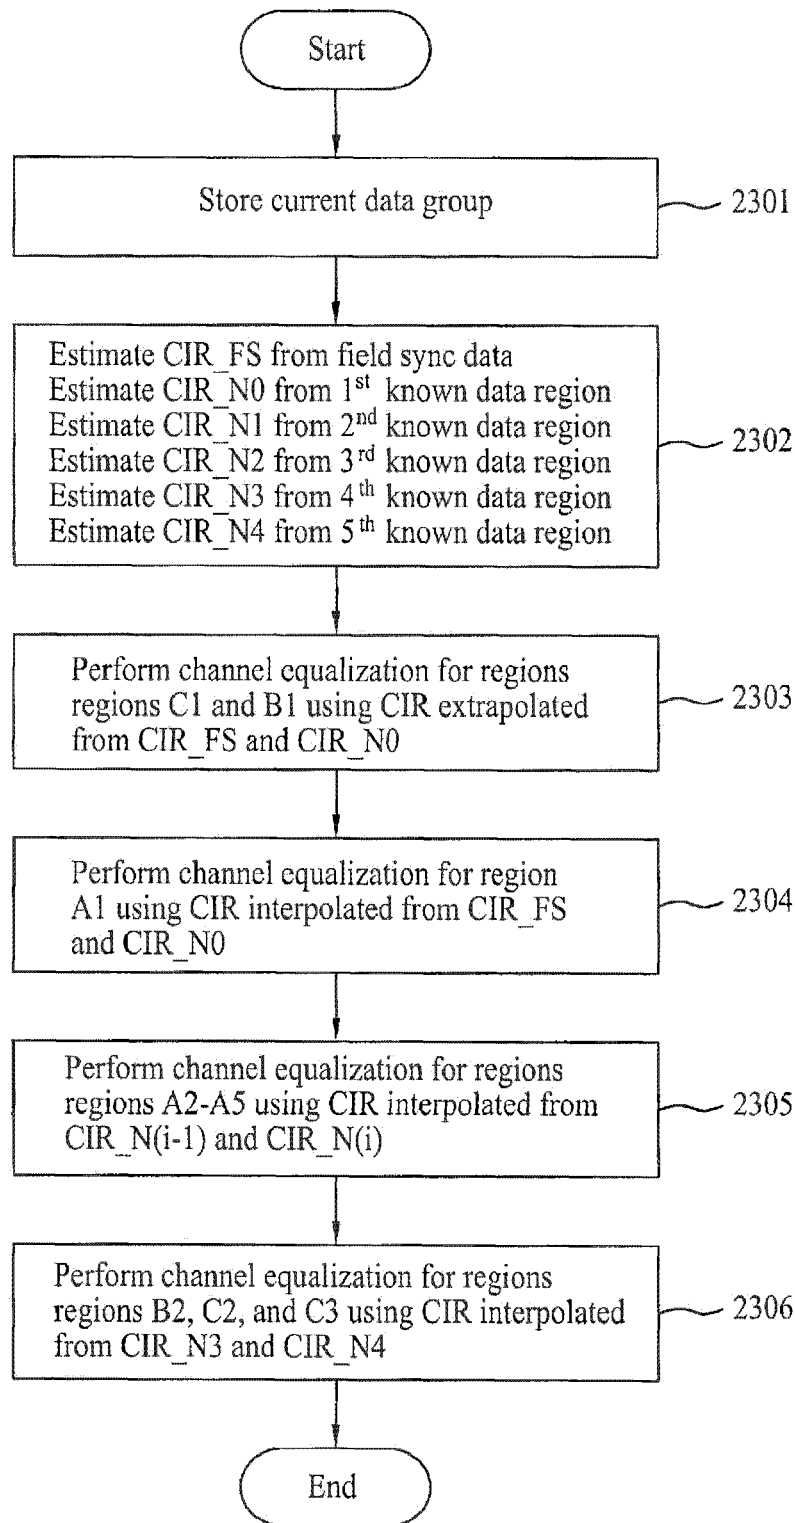 Start
Store current data group
2301
Estimate CIR_FS from field sync data
Estimate CIR_N0 from 1st known data region
Estimate CIR_N1 from 2nd known data region
Estimate CIR_N2 from 3rd known data region
Estimate CIR_N3 from 4th known data region
Estimate CIR_N4 from 5th known data region
2302
Perform channel equalization for regions
regions C1 and B1 using CIR extrapolated
from CIR_FS and CIR_N0
2303
Perform channel equalization for region
A1 using CIR interpolated from CIR_FS
and CIR_N0
2304
Perform channel equalization for regions
regions A2-A5 using CIR interpolated from
CIR_N(i-1) and CIR_N(i)
2305
Perform channel equalization for regions
regions B2, C2, and C3 using CIR interpolated
from CIR_N3 and CIR_N4
2306
End